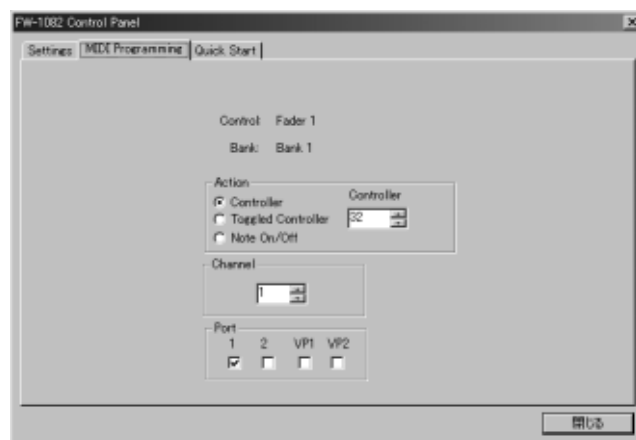 FW-1082 Control Panel
Settings MIDI Programming Quick Start
Control: Fader 1
Bank: Bank 1
Action
Controller
Controller
32
Toggled Controller
Note On/Off
Channel
1
Port
1 2 VP1 VP2
閉じる